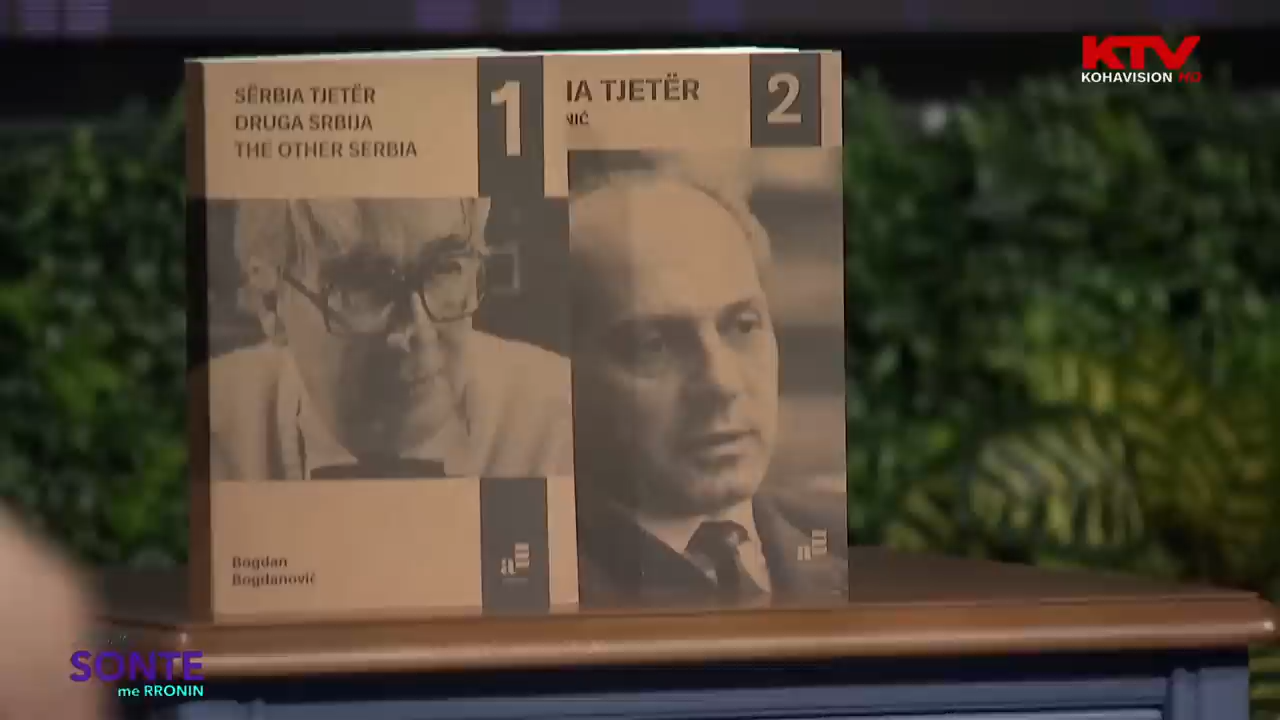 KTV
KOHAVISION HD
SËRBIA TJETËR
DRUGA SRBIJA
THE OTHER SERBIA
1
IA TJETËR
NIĆ
2
Bogdan
Bogdanović
SONTE
me RRONIN